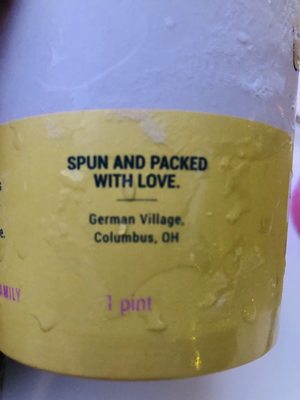 SPUN AND PACKED
WITH LOVE.
German Village,
Columbus, OH
1 pint